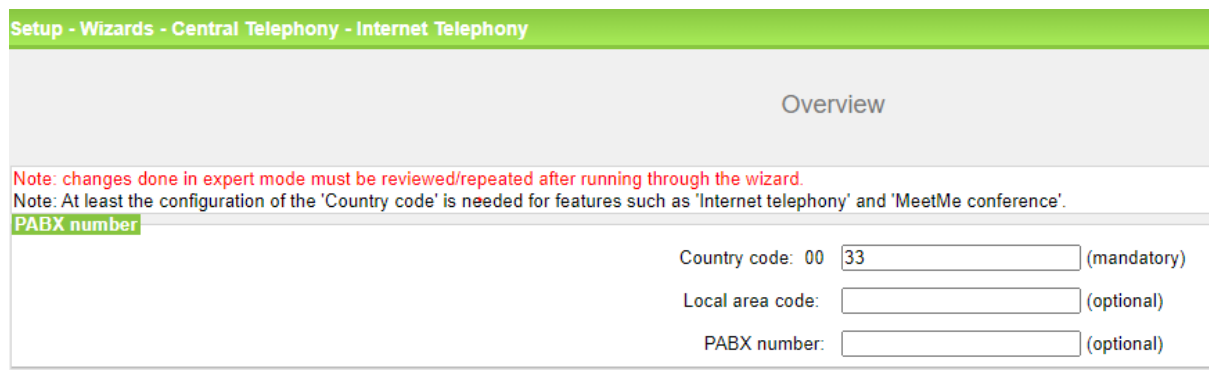 Setup - Wizards - Central Telephony - Internet Telephony
Overview
Note: changes done in expert mode must be reviewed/repeated after running through the wizard.
Note: At least the configuration of the 'Country code' is needed for features such as 'Internet telephony' and 'MeetMe conference'.
PABX number
Country code: 00 33 (mandatory)
Local area code: (optional)
PABX number: (optional)